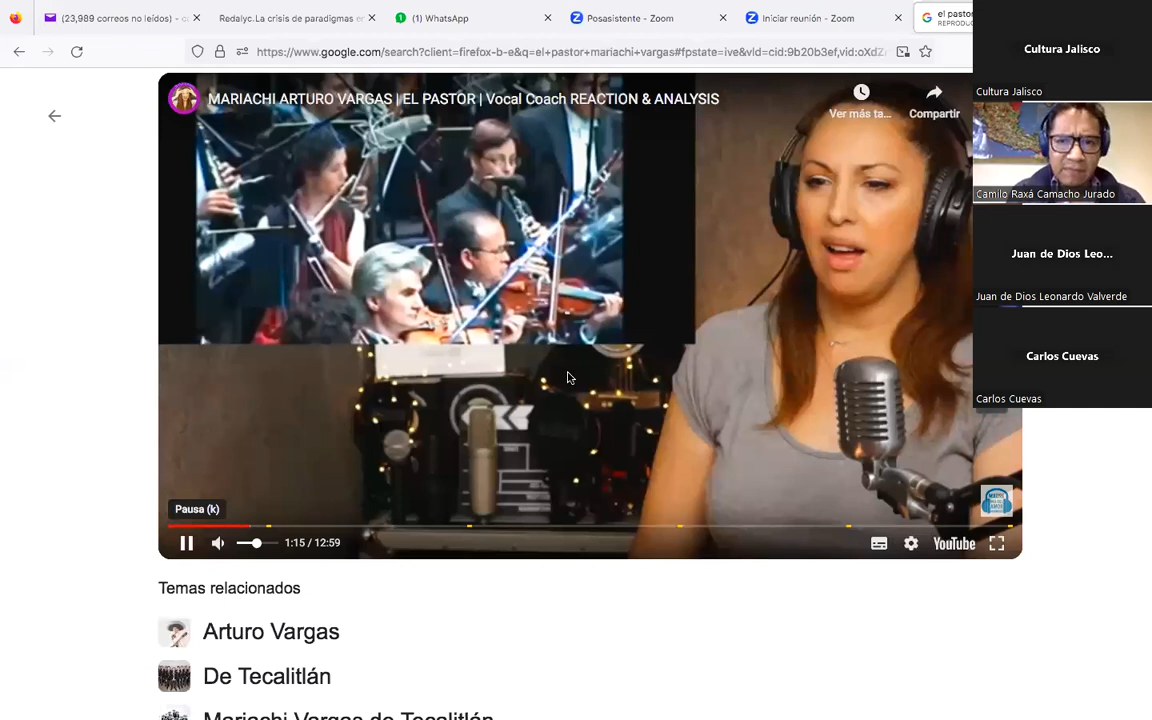 (23,989 correos no leídos) - c
Redalyc.La crisis de paradigmas e
(1) WhatsApp
Posasistente - Zoom
Iniciar reunión - Zoom
el pastor
REPRODUC
https://www.google.com/search?client=firefox-b-e&q=el+pastor+mariachi+vargas#fpstate=ive&vld=cid:9b20b3ef,vid:oXdZ
MARIACHI ARTURO VARGAS | EL PASTOR | Vocal Coach REACTION & ANALYSIS
Ver más ta...
Compartir
Cultura Jalisco
Cultura Jalisco
Camilo Raxá Camacho Jurado
Juan de Dios Leo...
Juan de Dios Leonardo Valverde
Carlos Cuevas
Carlos Cuevas
Pausa (k)
1:15 / 12:59
YouTube
Temas relacionados
Arturo Vargas
De Tecalitlán
Mariachi Vargas de Tecalitlán